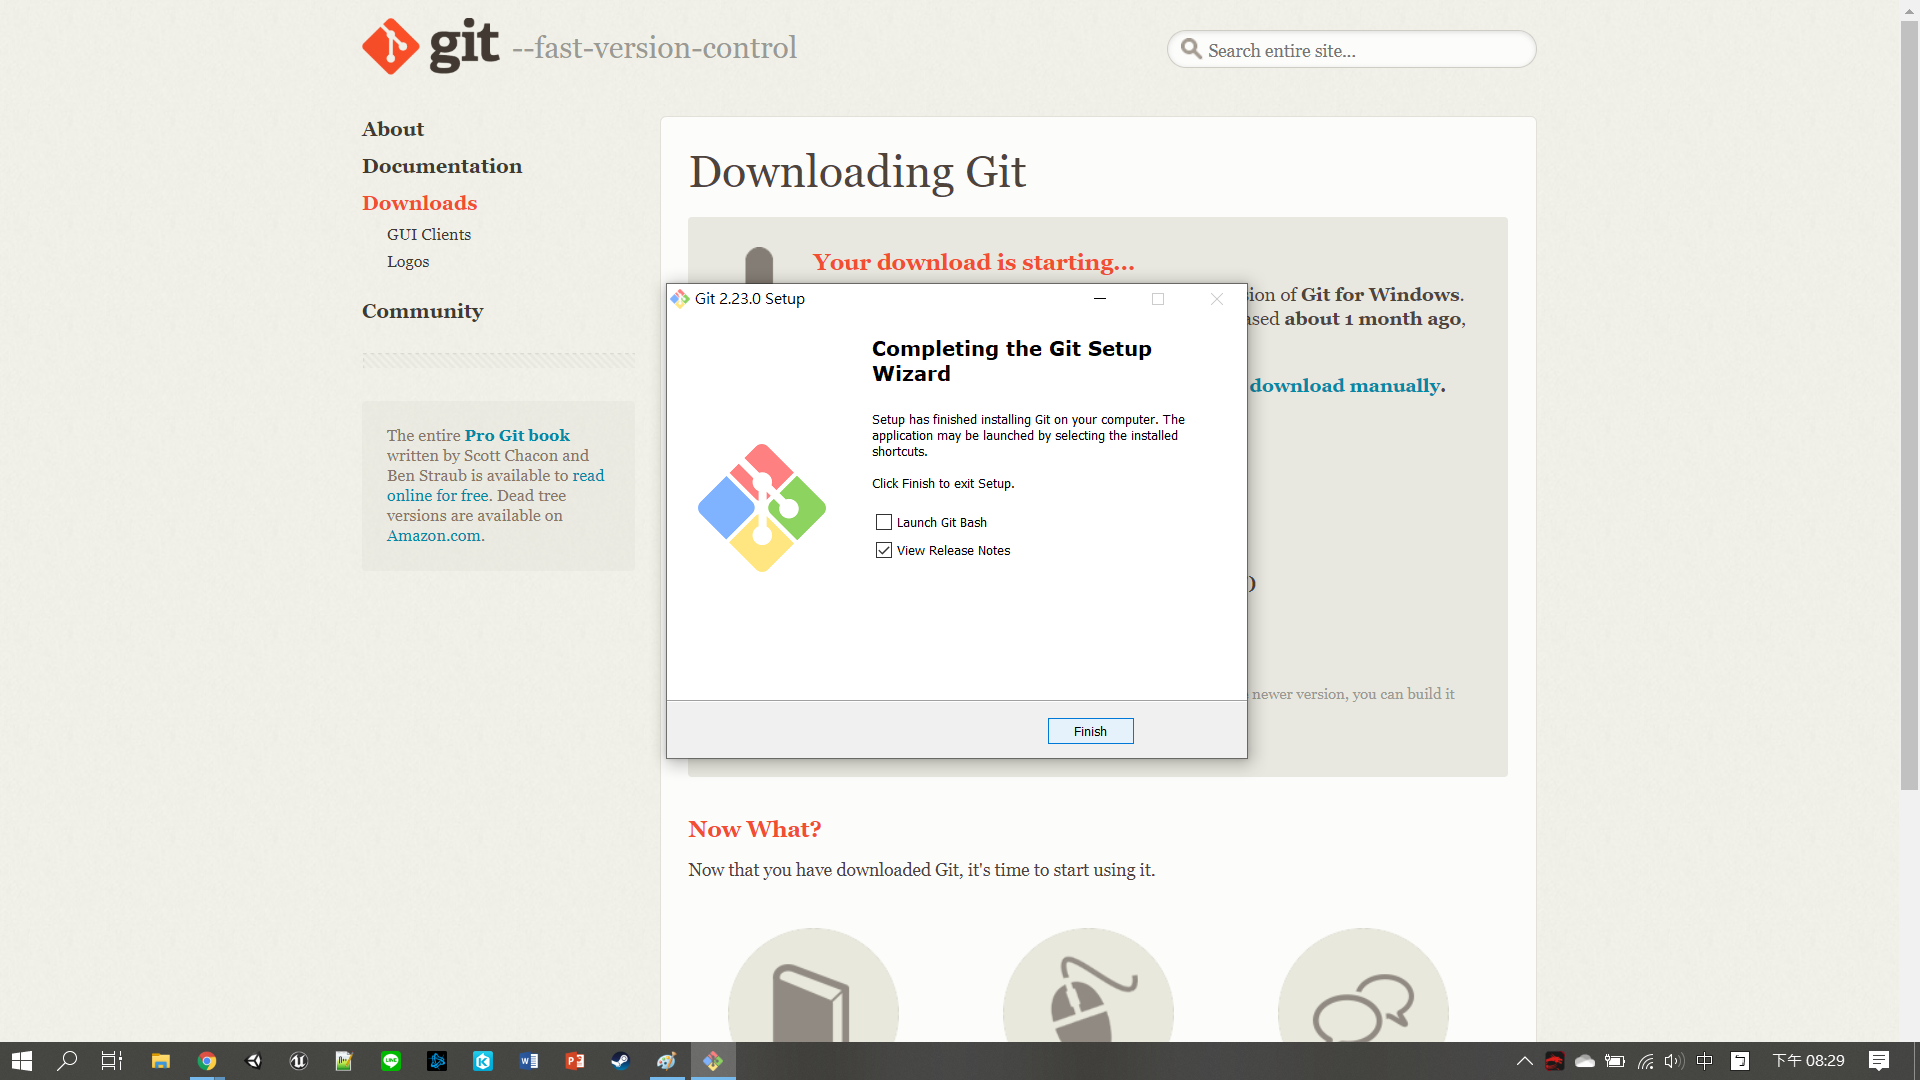 git --fast-version-control
Search entire site...
About
Documentation
Downloads
GUI Clients
Logos
Community
The entire Pro Git book
written by Scott Chacon and
Ben Straub is available to read
online for free. Dead tree
versions are available on
Amazon.com.
Downloading Git
Your download is starting...
sion of Git for Windows.
ased about 1 month ago,
download manually.
)
newer version, you can build it
Git 2.23.0 Setup
Completing the Git Setup
Wizard
Setup has finished installing Git on your computer. The
application may be launched by selecting the installed
shortcuts.
Click Finish to exit Setup.
Launch Git Bash
View Release Notes
Finish
Now What?
Now that you have downloaded Git, it's time to start using it.
LINE
中
ㄅ
下午 08:29